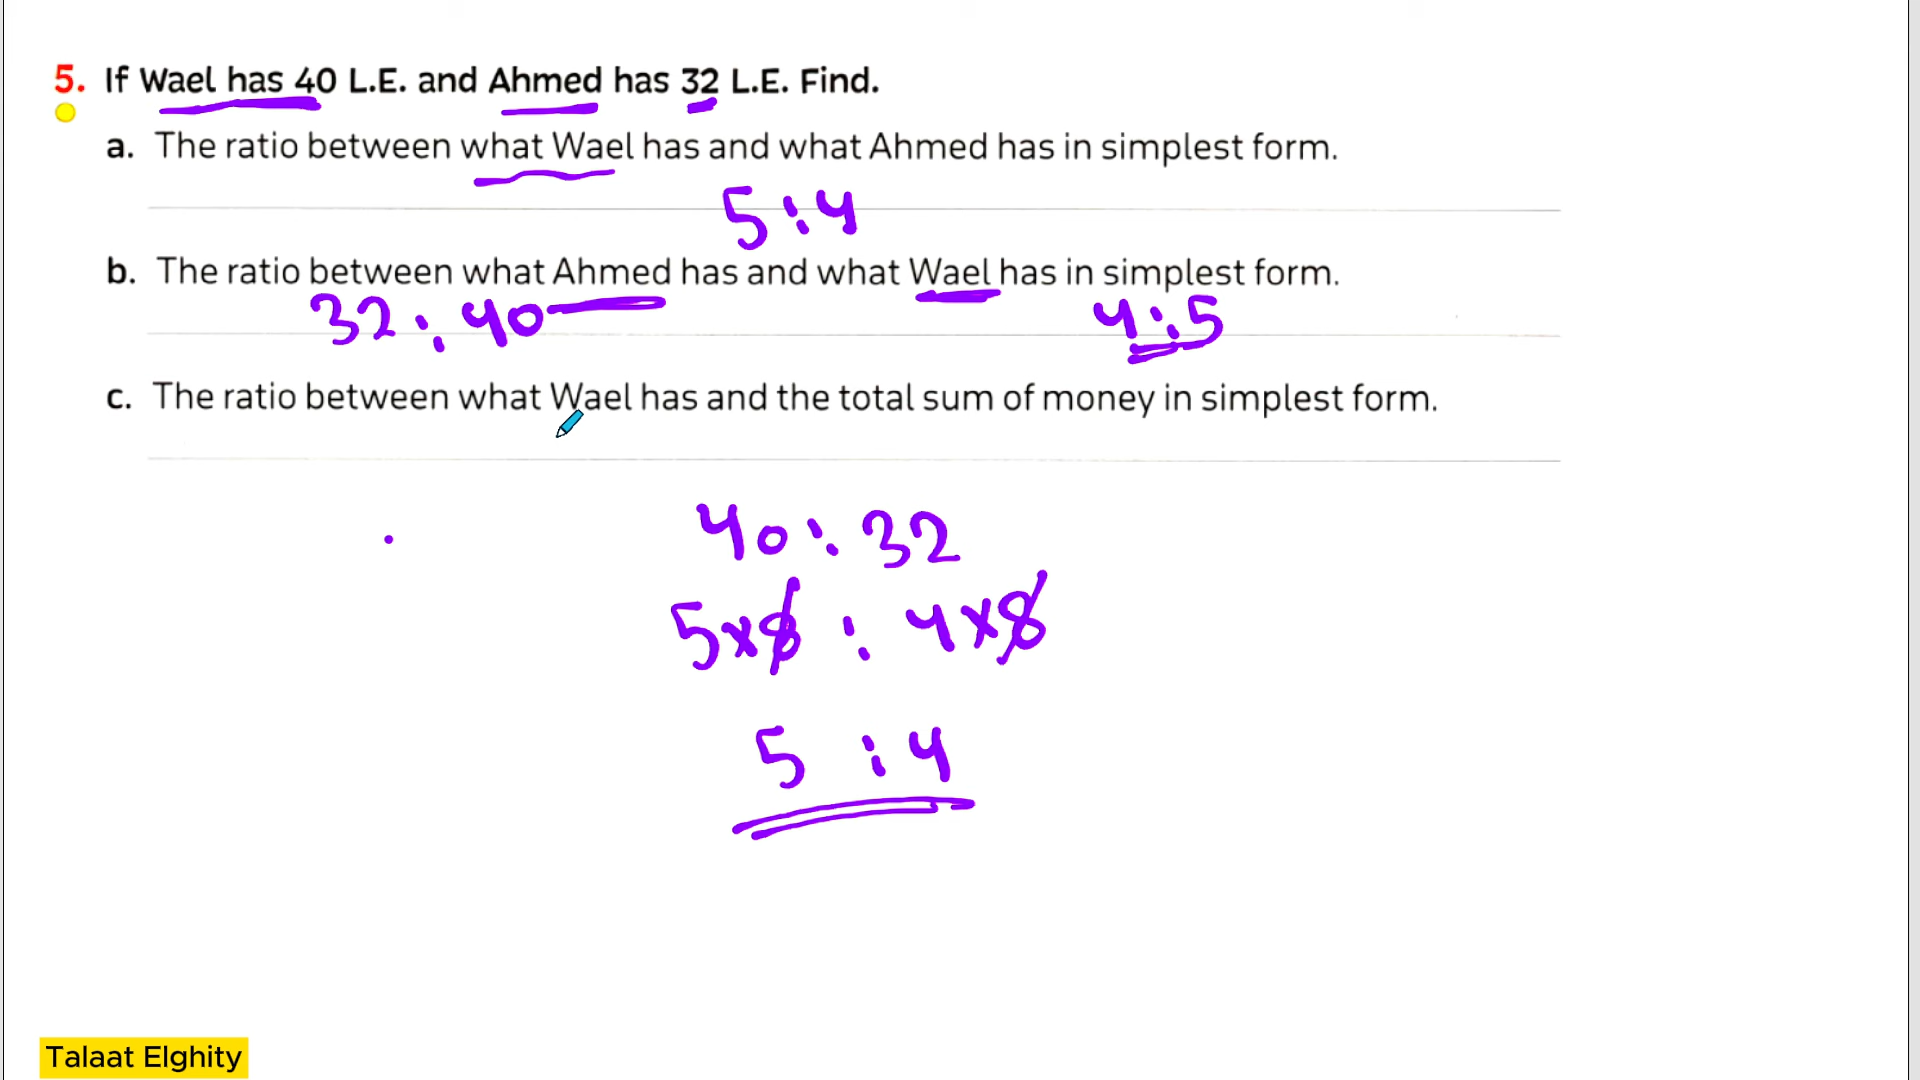 5. If Wael has 40 L.E. and Ahmed has 32 L.E. Find.
a. The ratio between what Wael has and what Ahmed has in simplest form.
5 : 4
b. The ratio between what Ahmed has and what Wael has in simplest form.
32 : 40 4 : 5
c. The ratio between what Wael has and the total sum of money in simplest form.
40 : 32
5 × 8 : 4 × 8
5 : 4
Talaat Elghity